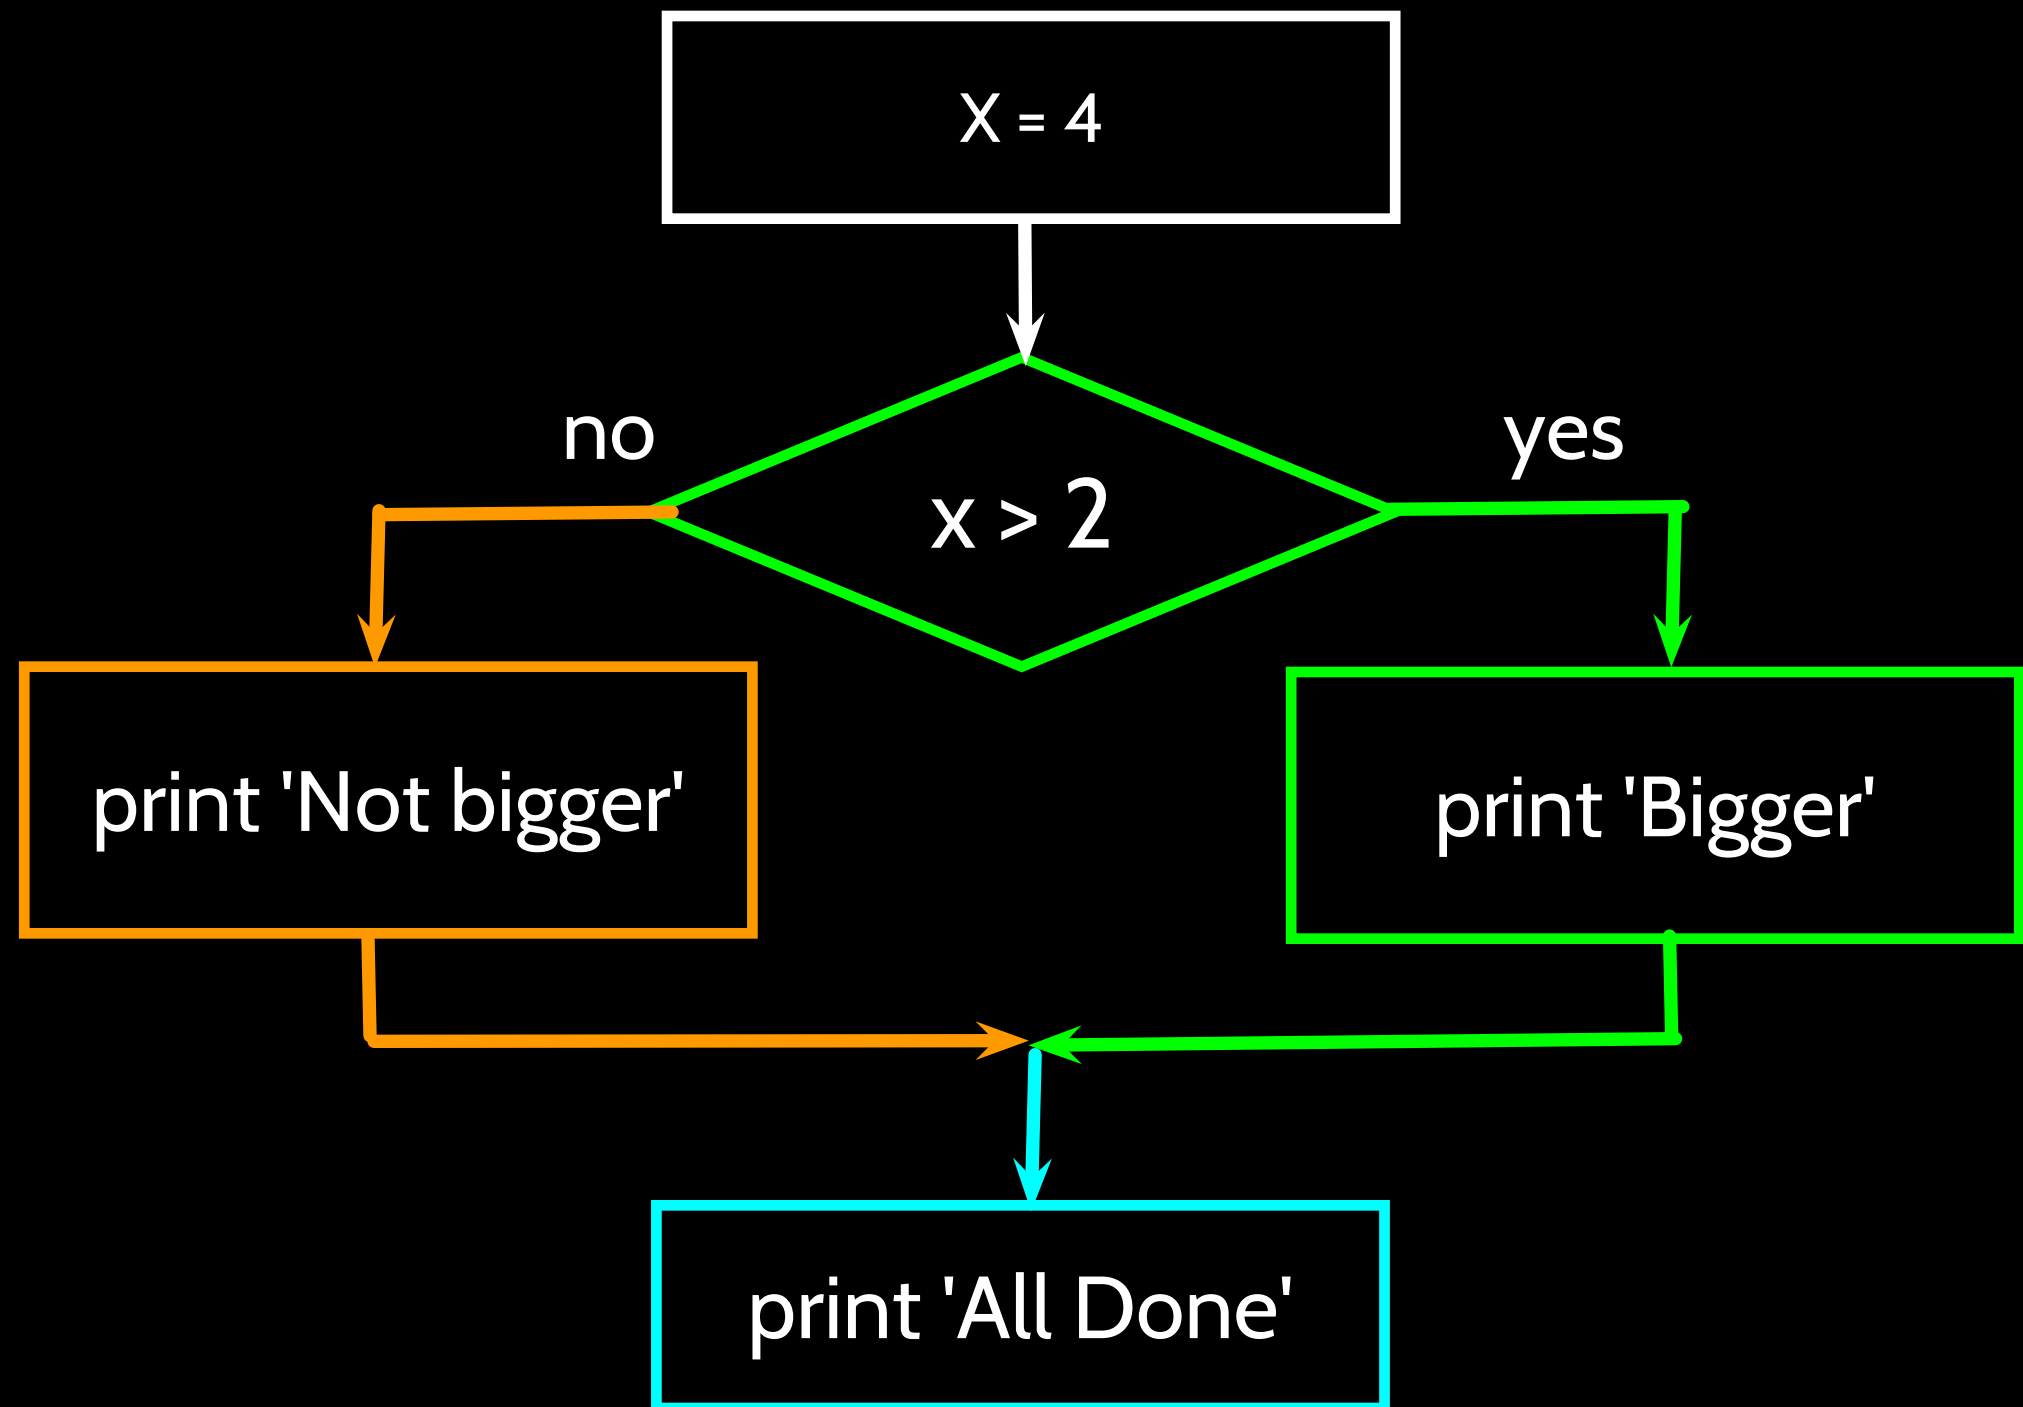 X = 4
no
yes
x > 2
print 'Not bigger'
print 'Bigger'
print 'All Done'